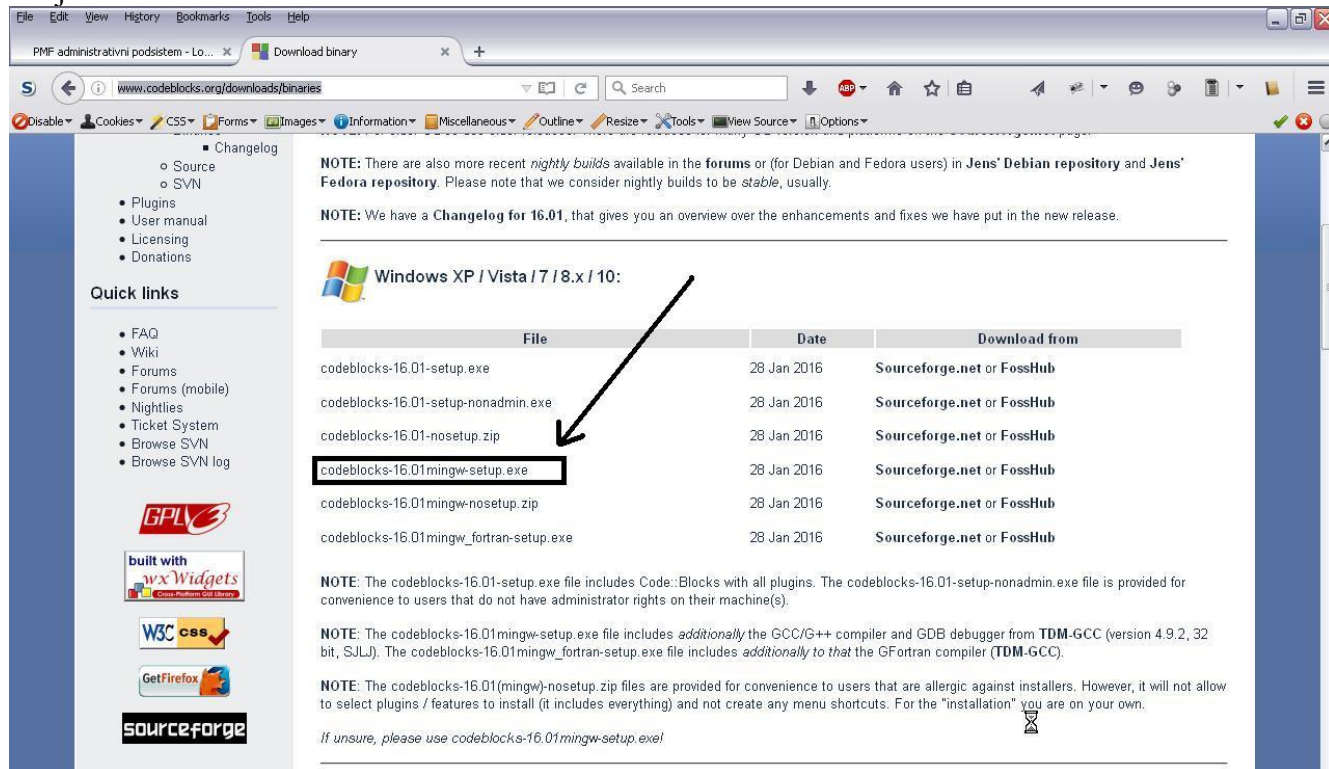 File Edit View History Bookmarks Tools Help
PMF administrativni podsistem - Lo... × Download binary × +
S www.codeblocks.org/downloads/binaries Search ABP
Disable Cookies CSS Forms Images Information Miscellaneous Outline Resize Tools View Source Options
Changelog
Source
SVN
Plugins
User manual
Licensing
Donations
Quick links
FAQ
Wiki
Forums
Forums (mobile)
Nightlies
Ticket System
Browse SVN
Browse SVN log
GPLv3
built with
wxWidgets
Cross-Platform GUI Library
W3C css
GetFirefox
sourceforge
NOTE: There are also more recent nightly builds available in the forums or (for Debian and Fedora users) in Jens' Debian repository and Jens'
Fedora repository. Please note that we consider nightly builds to be stable, usually.
NOTE: We have a Changelog for 16.01, that gives you an overview over the enhancements and fixes we have put in the new release.
Windows XP / Vista / 7 / 8.x / 10:
File Date Download from
codeblocks-16.01-setup.exe 28 Jan 2016 Sourceforge.net or FossHub
codeblocks-16.01-setup-nonadmin.exe 28 Jan 2016 Sourceforge.net or FossHub
codeblocks-16.01-nosetup.zip 28 Jan 2016 Sourceforge.net or FossHub
codeblocks-16.01mingw-setup.exe 28 Jan 2016 Sourceforge.net or FossHub
codeblocks-16.01mingw-nosetup.zip 28 Jan 2016 Sourceforge.net or FossHub
codeblocks-16.01mingw_fortran-setup.exe 28 Jan 2016 Sourceforge.net or FossHub
NOTE: The codeblocks-16.01-setup.exe file includes Code::Blocks with all plugins. The codeblocks-16.01-setup-nonadmin.exe file is provided for
convenience to users that do not have administrator rights on their machine(s).
NOTE: The codeblocks-16.01mingw-setup.exe file includes additionally the GCC/G++ compiler and GDB debugger from TDM-GCC (version 4.9.2, 32
bit, SJLJ). The codeblocks-16.01mingw_fortran-setup.exe file includes additionally to that the GFortran compiler (TDM-GCC).
NOTE: The codeblocks-16.01(mingw)-nosetup.zip files are provided for convenience to users that are allergic against installers. However, it will not allow
to select plugins / features to install (it includes everything) and not create any menu shortcuts. For the "installation" you are on your own.
If unsure, please use codeblocks-16.01mingw-setup.exe!